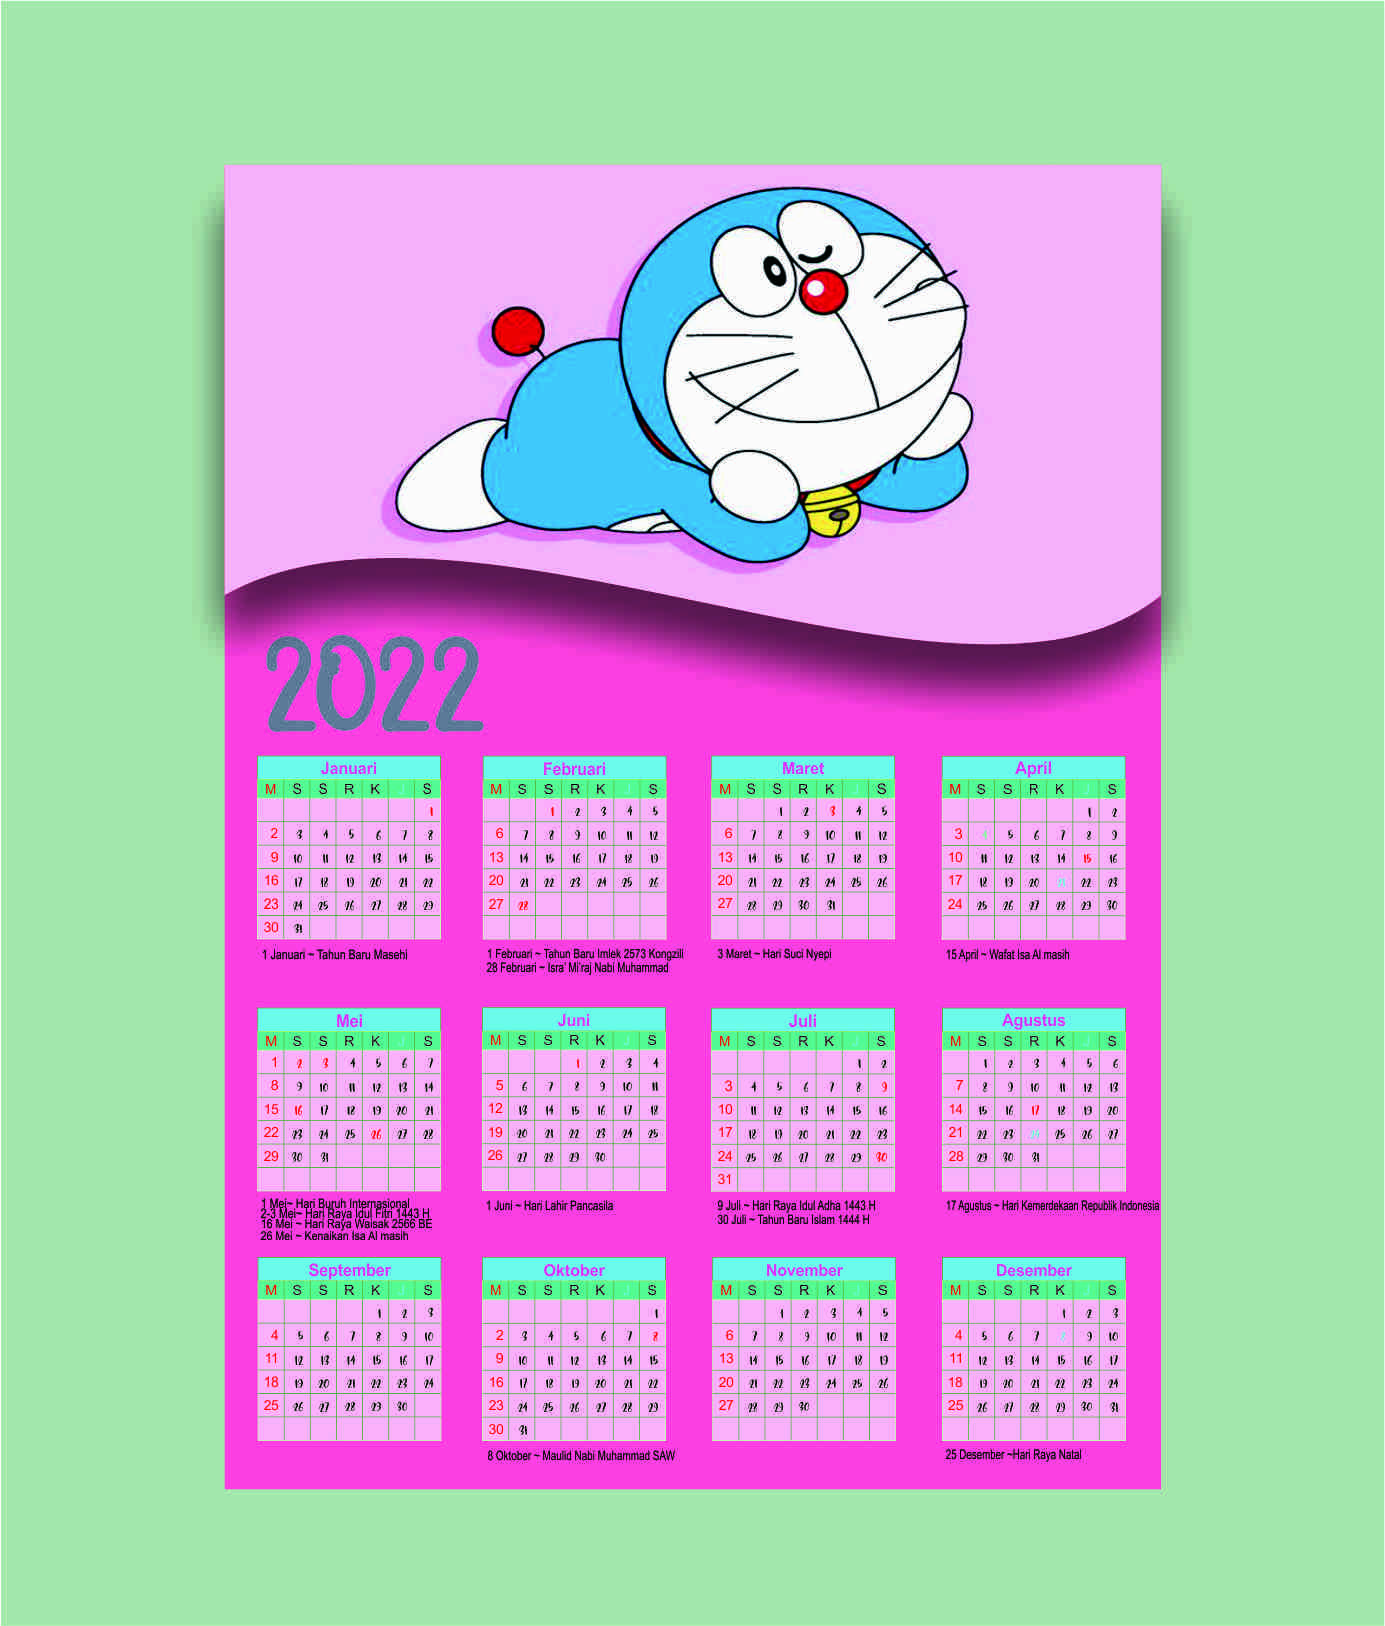 2022
Januari
M S S R K J S
1
2 3 4 5 6 7 8
9 10 11 12 13 14 15
16 17 18 19 20 21 22
23 24 25 26 27 28 29
30 31
1 Januari ~ Tahun Baru Masehi
Februari
M S S R K J S
1 2 3 4 5
6 7 8 9 10 11 12
13 14 15 16 17 18 19
20 21 22 23 24 25 26
27 28
1 Februari ~ Tahun Baru Imlek 2573 Kongzili
28 Februari ~ Isra' Mi'raj Nabi Muhammad
Maret
M S S R K J S
1 2 3 4 5
6 7 8 9 10 11 12
13 14 15 16 17 18 19
20 21 22 23 24 25 26
27 28 29 30 31
3 Maret ~ Hari Suci Nyepi
April
M S S R K J S
1 2
3 5 6 7 8 9
10 11 12 13 14 15 16
17 18 19 20 22 23
24 25 26 27 28 29 30
15 April ~ Wafat Isa Al masih
Mei
M S S R K J S
1 2 3 4 5 6 7
8 9 10 11 12 13 14
15 16 17 18 19 20 21
22 23 24 25 26 27 28
29 30 31
1 Mei~ Hari Buruh Internasional
2-3 Mei~ Hari Raya Idul Fitri 1443 H
16 Mei ~ Hari Raya Waisak 2566 BE
26 Mei ~ Kenaikan Isa Al masih
Juni
M S S R K J S
1 2 3 4
5 6 7 8 9 10 11
12 13 14 15 16 17 18
19 20 21 22 23 24 25
26 27 28 29 30
1 Juni ~ Hari Lahir Pancasila
Juli
M S S R K J S
1 2
3 4 5 6 7 8 9
10 11 12 13 14 15 16
17 18 19 20 21 22 23
24 25 26 27 28 29 30
31
9 Juli ~ Hari Raya Idul Adha 1443 H
30 Juli ~ Tahun Baru Islam 1444 H
Agustus
M S S R K J S
1 2 3 4 5 6
7 8 9 10 11 12 13
14 15 16 17 18 19 20
21 22 23 25 26 27
28 29 30 31
17 Agustus ~ Hari Kemerdekaan Republik Indonesia
September
M S S R K J S
1 2 3
4 5 6 7 8 9 10
11 12 13 14 15 16 17
18 19 20 21 22 23 24
25 26 27 28 29 30
Oktober
M S S R K J S
1
2 3 4 5 6 7 8
9 10 11 12 13 14 15
16 17 18 19 20 21 22
23 24 25 26 27 28 29
30 31
8 Oktober ~ Maulid Nabi Muhammad SAW
November
M S S R K J S
1 2 3 4 5
6 7 8 9 10 11 12
13 14 15 16 17 18 19
20 21 22 23 24 25 26
27 28 29 30
Desember
M S S R K J S
1 2 3
4 5 6 7 9 10
11 12 13 14 15 16 17
18 19 20 21 22 23 24
25 26 27 28 29 30 31
25 Desember ~Hari Raya Natal